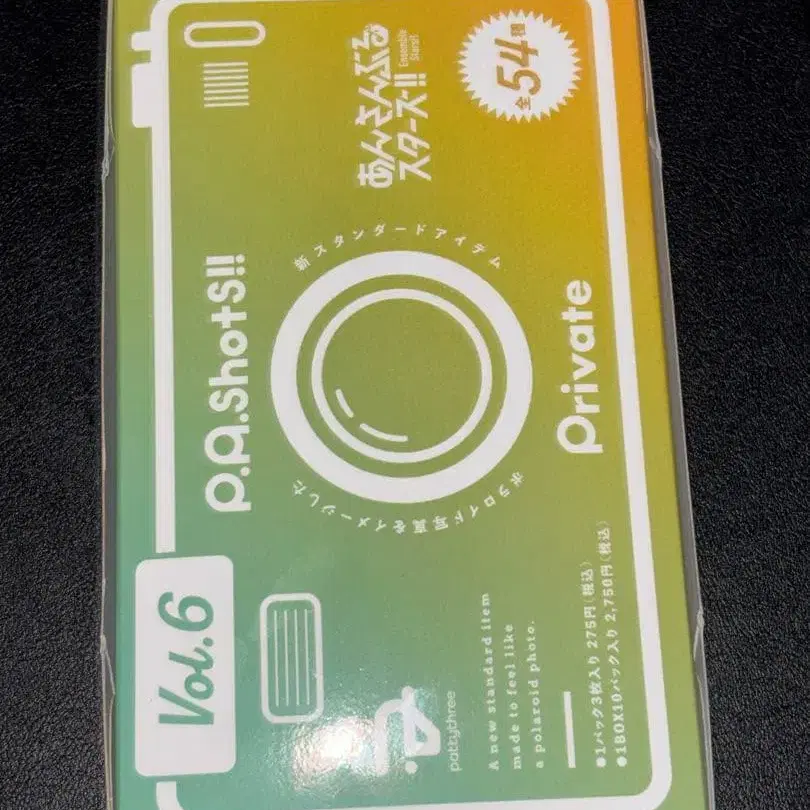 Vol.6
P.A.Shots!!
あんさんぶる
スターズ!!
Ensemble
Stars!!
全54種
新スタンダードアイテム
ポラロイド写真をイメージした
Private
pattythree
A new standard item
made to feel like
a polaroid photo.
●1パック3枚入り 275円(税込)
●1BOX10パック入り 2,750円(税込)